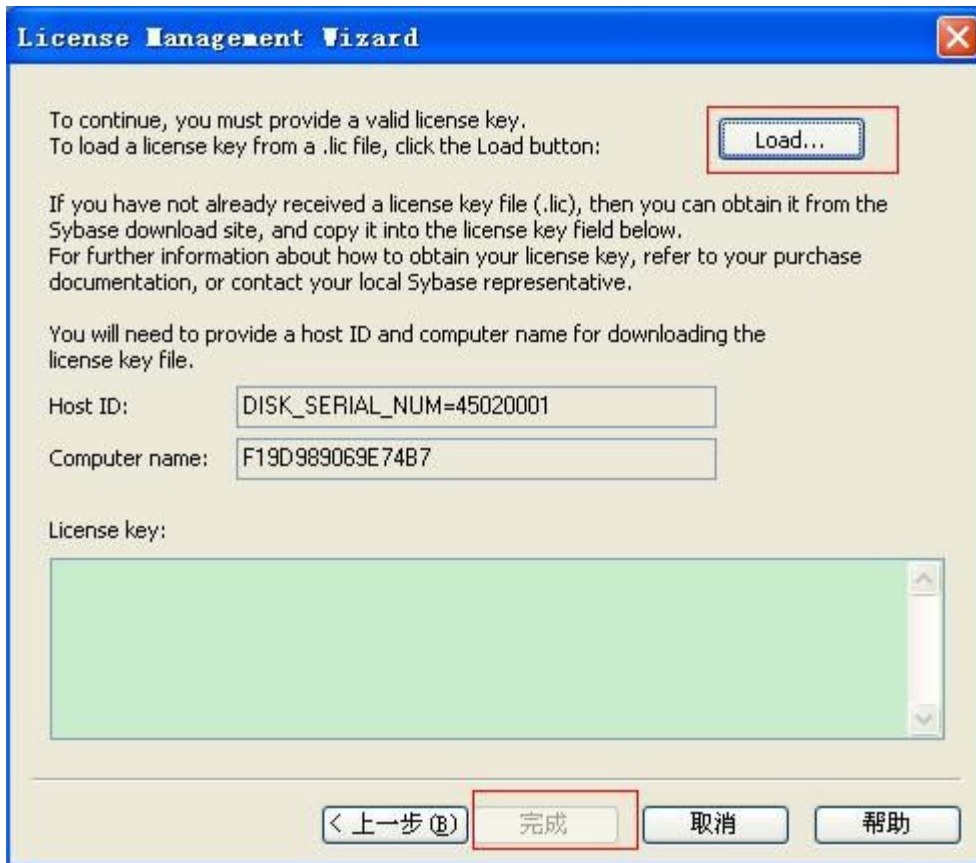 License Management Wizard
To continue, you must provide a valid license key.
To load a license key from a .lic file, click the Load button:
Load...
If you have not already received a license key file (.lic), then you can obtain it from the
Sybase download site, and copy it into the license key field below.
For further information about how to obtain your license key, refer to your purchase
documentation, or contact your local Sybase representative.
You will need to provide a host ID and computer name for downloading the
license key file.
Host ID: DISK_SERIAL_NUM=45020001
Computer name: F19D989069E74B7
License key:
< 上一步(B) 完成 取消 帮助